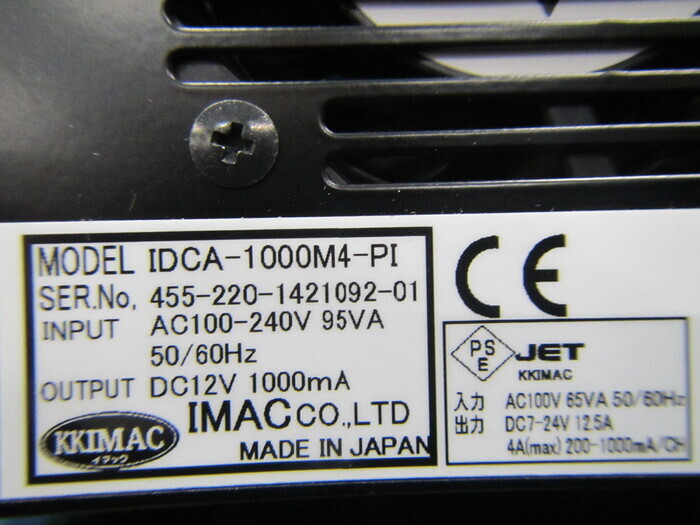 MODEL IDCA-1000M4-PI
SER.No, 455-220-1421092-01
INPUT AC100-240V 95VA
50/60Hz
OUTPUT DC12V 1000mA
KKIMAC
イマック
IMAC CO.,LTD
MADE IN JAPAN
CE
PS
E
JET
KKIMAC
入力 AC100V 65VA 50/60Hz
出力 DC7-24V 12.5A
4A(max) 200-1000mA/CH